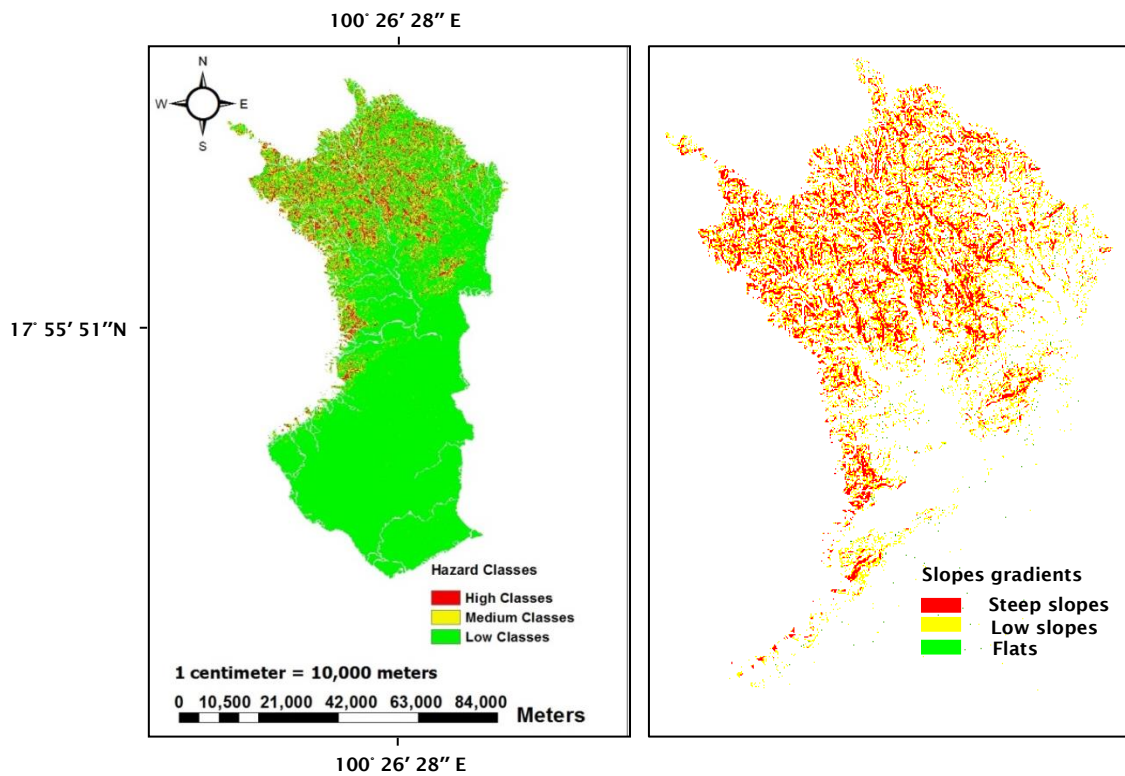 100° 26′ 28″ E
N
W E
S
17° 55′ 51″N
Hazard Classes
High Classes
Medium Classes
Low Classes
1 centimeter = 10,000 meters
0 10,500 21,000 42,000 63,000 84,000
Meters
100° 26′ 28″ E
Slopes gradients
Steep slopes
Low slopes
Flats